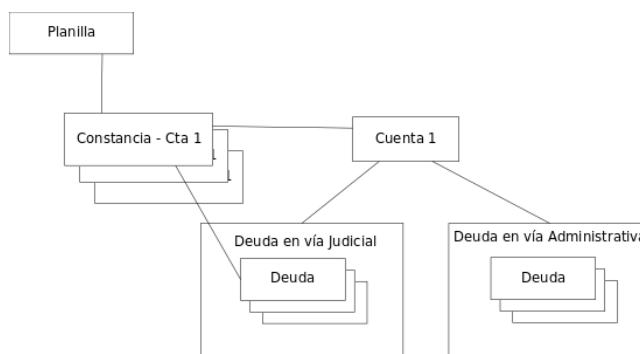 Planilla
Constancia - Cta 1
Cuenta 1
Deuda en vía Judicial
Deuda
Deuda en vía Administrativa
Deuda